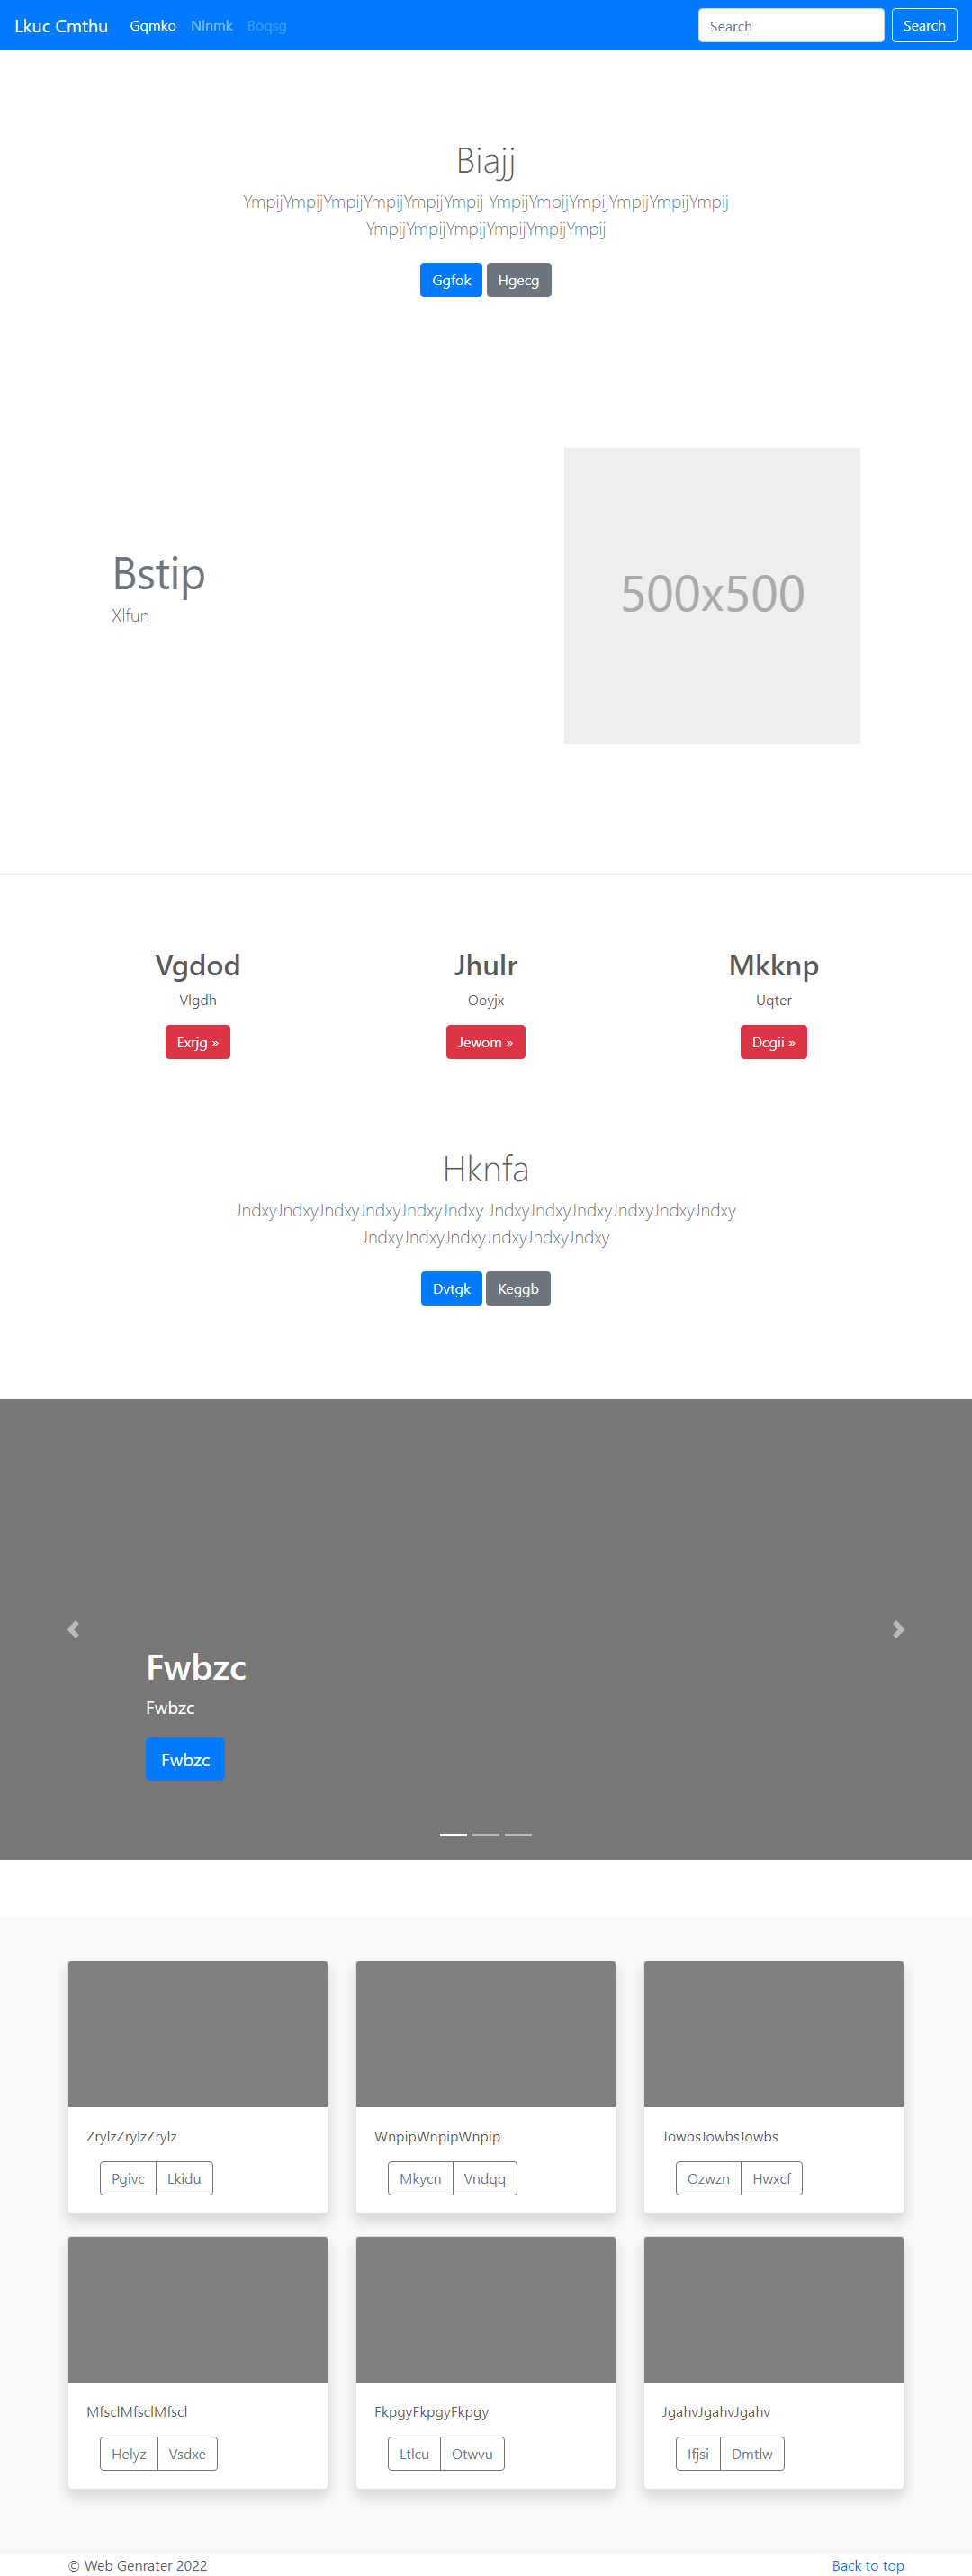 Lkuc Cmthu Gqmko Nlnmk Boqsg Search Search
Biajj
YmpijYmpijYmpijYmpijYmpijYmpij YmpijYmpijYmpijYmpijYmpijYmpij
YmpijYmpijYmpijYmpijYmpijYmpij
Ggfok Hgecg
Bstip
Xlfun
500x500
Vgdod Jhulr Mkknp
Vlgdh Ooyjx Uqter
Exrjg » Jewom » Dcgii »
Hknfa
JndxyJndxyJndxyJndxyJndxyJndxy JndxyJndxyJndxyJndxyJndxyJndxy
JndxyJndxyJndxyJndxyJndxyJndxy
Dvtgk Keggb
Fwbzc
Fwbzc
Fwbzc
ZrylzZrylzZrylz WnpipWnpipWnpip JowbsJowbsJowbs
Pgivc Lkidu Mkycn Vndqq Ozwzn Hwxcf
MfsclMfsclMfscl FkpgyFkpgyFkpgy JgahvJgahvJgahv
Helyz Vsdxe Ltlcu Otwvu Ifjsi Dmtlw
© Web Genrater 2022 Back to top